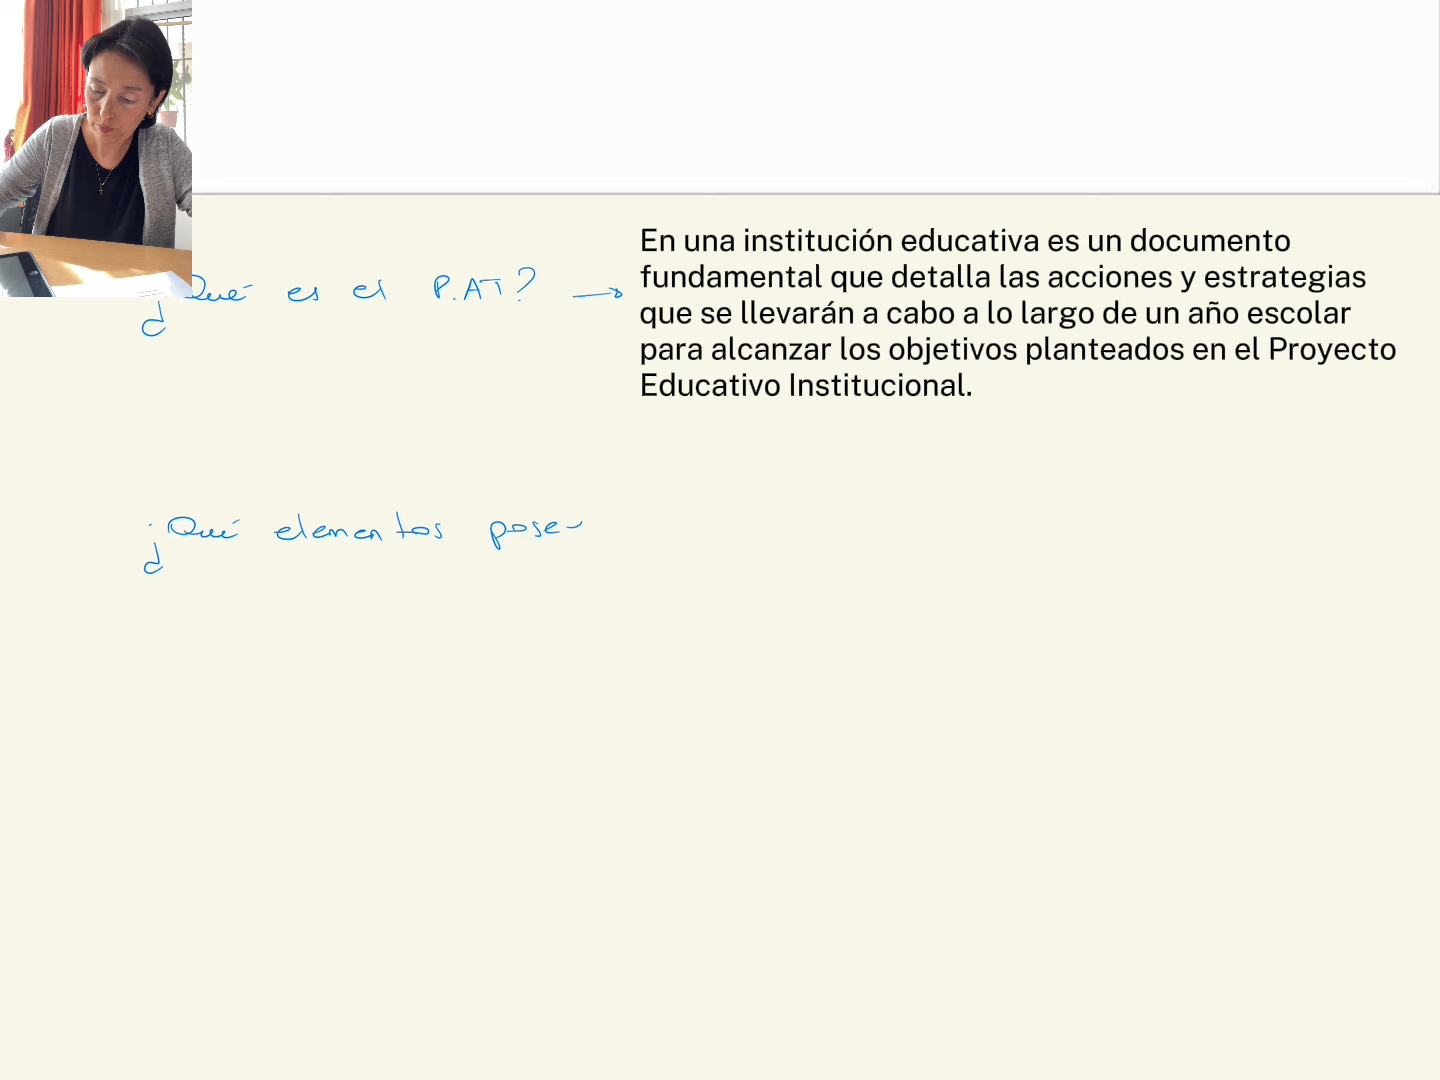 ¿Qué es el P.AT? →
En una institución educativa es un documento
fundamental que detalla las acciones y estrategias
que se llevarán a cabo a lo largo de un año escolar
para alcanzar los objetivos planteados en el Proyecto
Educativo Institucional.
¿Qué elementos pose